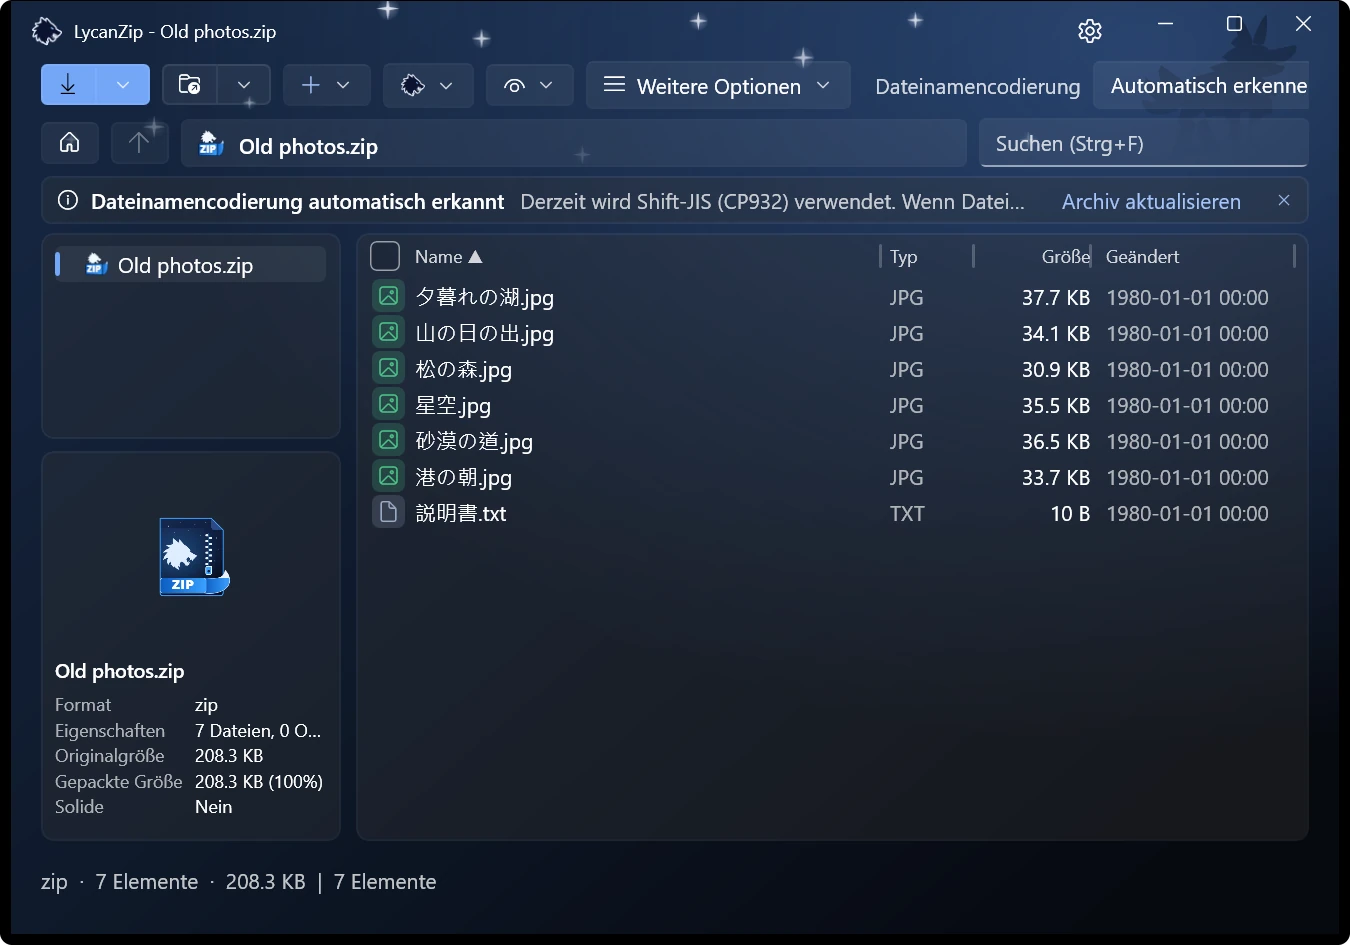 LycanZip - Old photos.zip
Weitere Optionen
Dateinamencodierung
Automatisch erkenne
Old photos.zip
Suchen (Strg+F)
Dateinamencodierung automatisch erkannt Derzeit wird Shift-JIS (CP932) verwendet. Wenn Datei... Archiv aktualisieren
Old photos.zip
Name Typ Größe Geändert
夕暮れの湖.jpg JPG 37.7 KB 1980-01-01 00:00
山の日の出.jpg JPG 34.1 KB 1980-01-01 00:00
松の森.jpg JPG 30.9 KB 1980-01-01 00:00
星空.jpg JPG 35.5 KB 1980-01-01 00:00
砂漠の道.jpg JPG 36.5 KB 1980-01-01 00:00
港の朝.jpg JPG 33.7 KB 1980-01-01 00:00
説明書.txt TXT 10 B 1980-01-01 00:00
ZIP
Old photos.zip
Format zip
Eigenschaften 7 Dateien, 0 O...
Originalgröße 208.3 KB
Gepackte Größe 208.3 KB (100%)
Solide Nein
zip · 7 Elemente · 208.3 KB | 7 Elemente